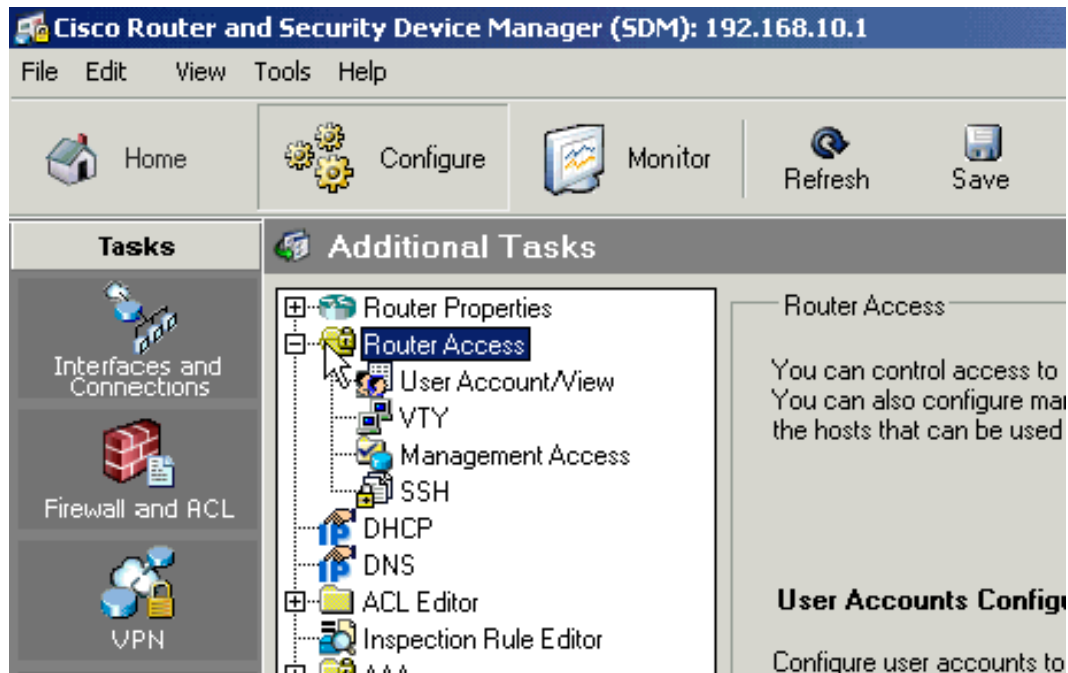 Cisco Router and Security Device Manager (SDM): 192.168.10.1
File Edit View Tools Help
Home Configure Monitor Refresh Save
Tasks
Interfaces and
Connections
Firewall and ACL
VPN
Additional Tasks
Router Properties
Router Access
User Account/View
VTY
Management Access
SSH
DHCP
DNS
ACL Editor
Inspection Rule Editor
AAA
Router Access
You can control access to
You can also configure mar
the hosts that can be used
User Accounts Configu
Configure user accounts to